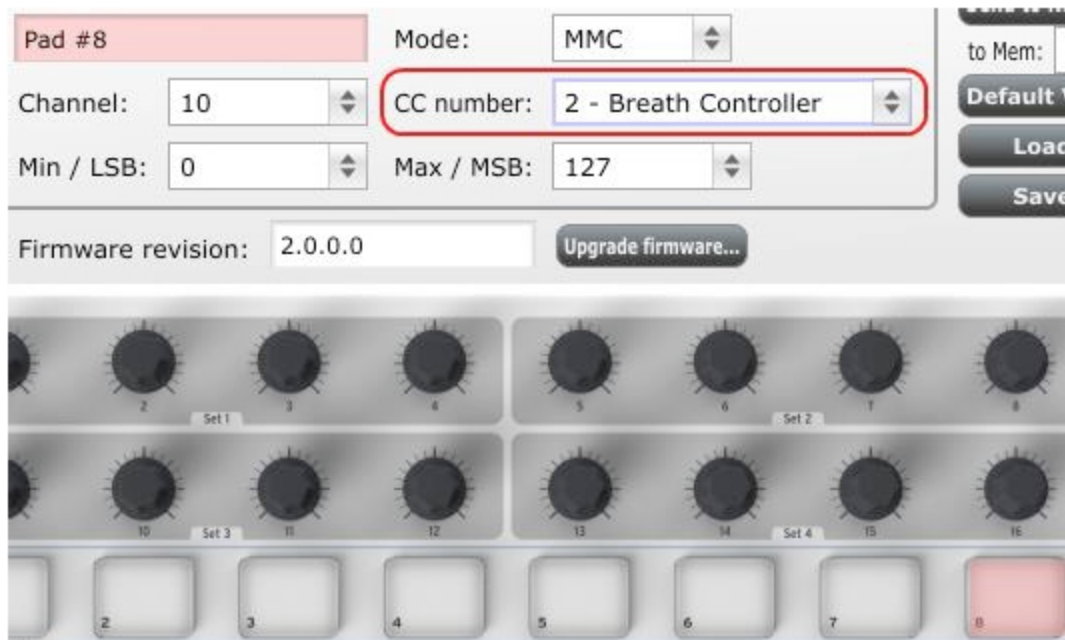 Pad #8
Mode: MMC
to Mem:
Channel: 10
CC number: 2 - Breath Controller
Default
Min / LSB: 0
Max / MSB: 127
Load
Save
Firmware revision: 2.0.0.0
Upgrade firmware...
2 3 4 5 6 7 8
Set 1 Set 2
10 11 12 13 14 15 16
Set 3 Set 4
2 3 4 5 6 7 8